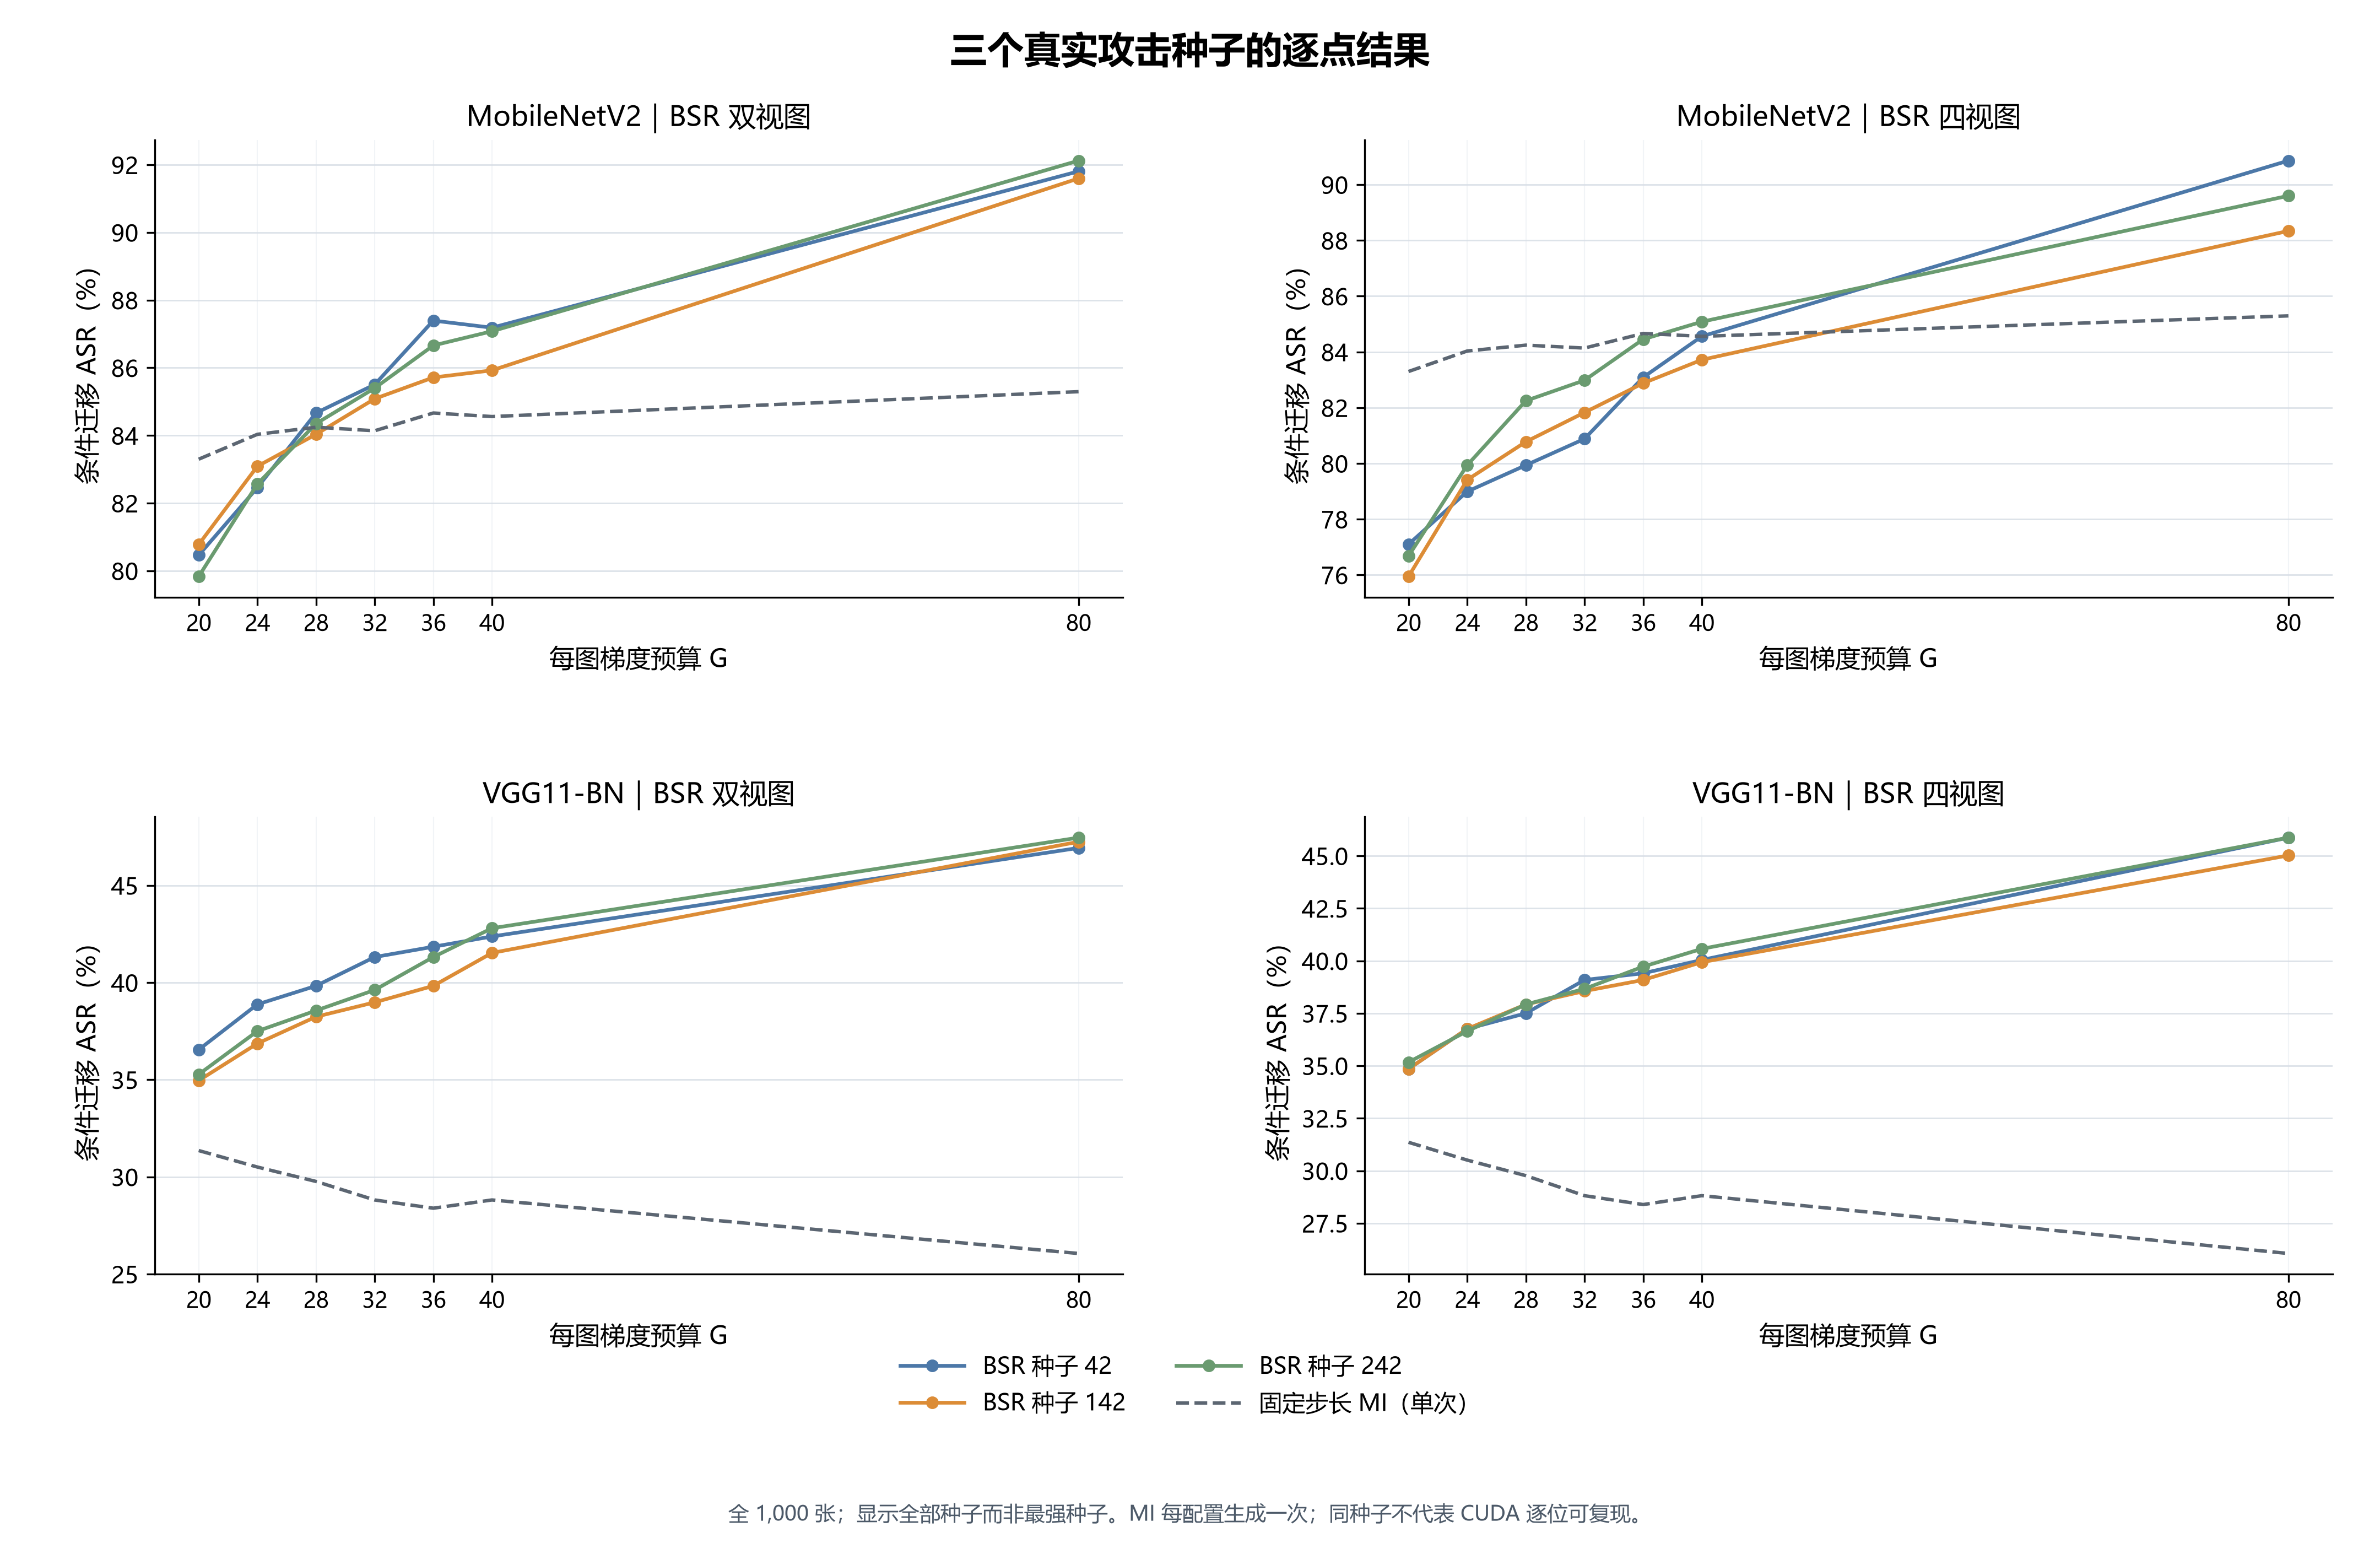 三个真实攻击种子的逐点结果
MobileNetV2｜BSR 双视图
条件迁移 ASR（%）
92
90
88
86
84
82
80
20 24 28 32 36 40 80
每图梯度预算 G
MobileNetV2｜BSR 四视图
条件迁移 ASR（%）
90
88
86
84
82
80
78
76
20 24 28 32 36 40 80
每图梯度预算 G
VGG11-BN｜BSR 双视图
条件迁移 ASR（%）
45
40
35
30
25
20 24 28 32 36 40 80
每图梯度预算 G
VGG11-BN｜BSR 四视图
条件迁移 ASR（%）
45.0
42.5
40.0
37.5
35.0
32.5
30.0
27.5
20 24 28 32 36 40 80
每图梯度预算 G
BSR 种子 42
BSR 种子 142
BSR 种子 242
固定步长 MI（单次）
全 1,000 张；显示全部种子而非最强种子。MI 每配置生成一次；同种子不代表 CUDA 逐位可复现。